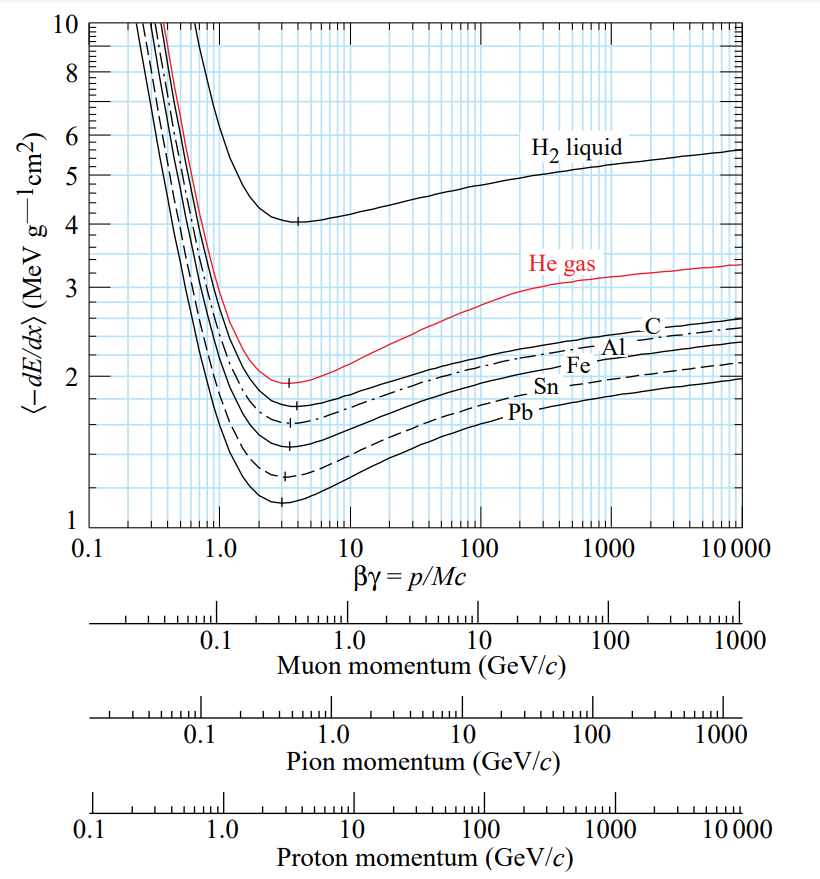 10
8
6
5
4
3
2
1
⟨–dE/dx⟩ (MeV g—1cm2)
H2 liquid
He gas
C
Al
Fe
Sn
Pb
0.1 1.0 10 100 1000 10 000
βγ = p/Mc
0.1 1.0 10 100 1000
Muon momentum (GeV/c)
0.1 1.0 10 100 1000
Pion momentum (GeV/c)
0.1 1.0 10 100 1000 10 000
Proton momentum (GeV/c)